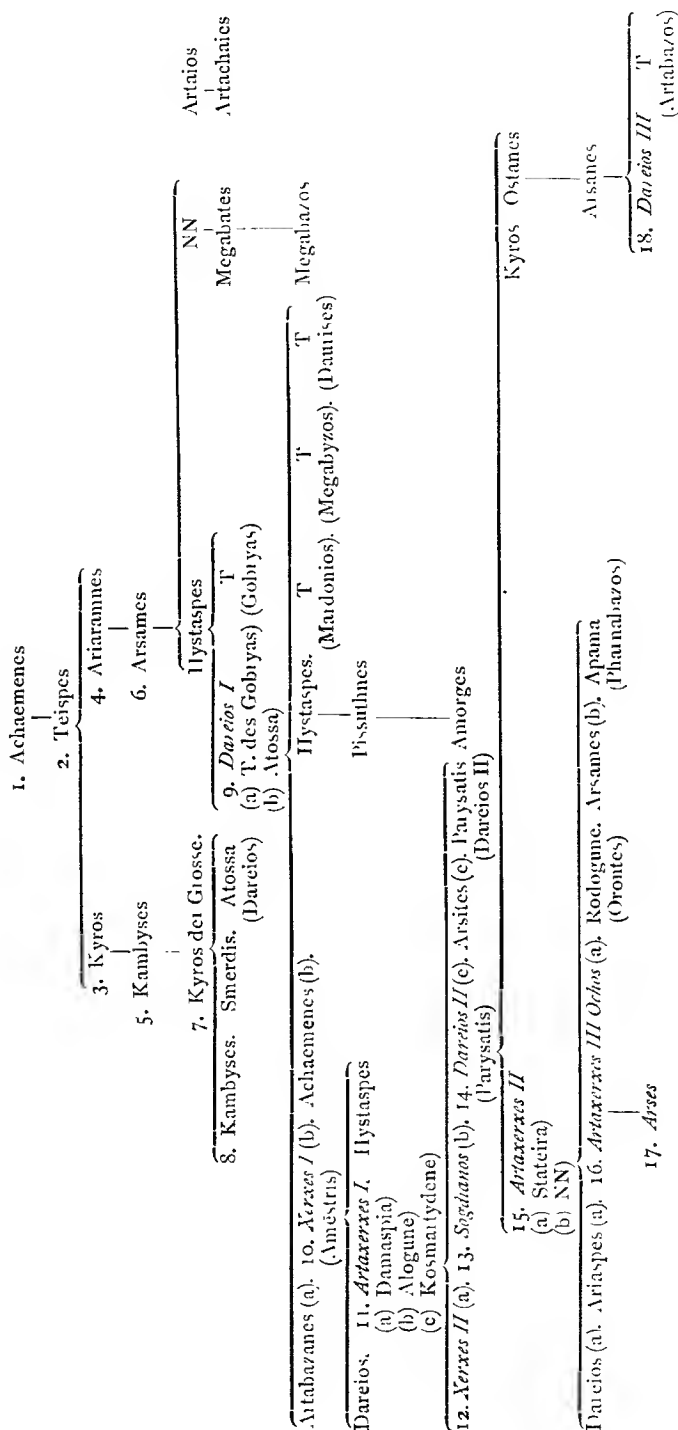 1. Achaemenes
2. Teispes
3. Kyros 4. Ariaramnes
5. Kambyses 6. Arsames
7. Kyros der Grosse. Hystaspes NN Artaios
Megabates Artachaies
8. Kambyses. Smerdis. Atossa 9. Dareios I T
(Dareios) (a) T. des Gobryas) (Gobryas)
(b) Atossa)
Artabazanes (a). 10. Xerxes I (b). Achaemenes (b). Hystaspes. T T T Megabazos
(Amestris) (Mardonios). (Megabyzos). (Daurises)
Dareios. 11. Artaxerxes I. Hystaspes Pissuthnes
(a) Damaspia)
(b) Alogune)
(c) Kosmartydene)
12. Xerxes II (a). 13. Sogdianos (b). 14. Dareios II (c). Arsites (c). Parysatis Amorges
(Parysatis) (Dareios II)
15. Artaxerxes II Kyros Ostanes
(a) Stateira)
(b) NN)
Dareios (a). Ariaspes (a). 16. Artaxerxes III Ochos (a). Rodogune. Arsames (b). Apama Arsanes
(Orontes) (Pharnabazos)
17. Arses 18. Dareios III T
(Artabazos)